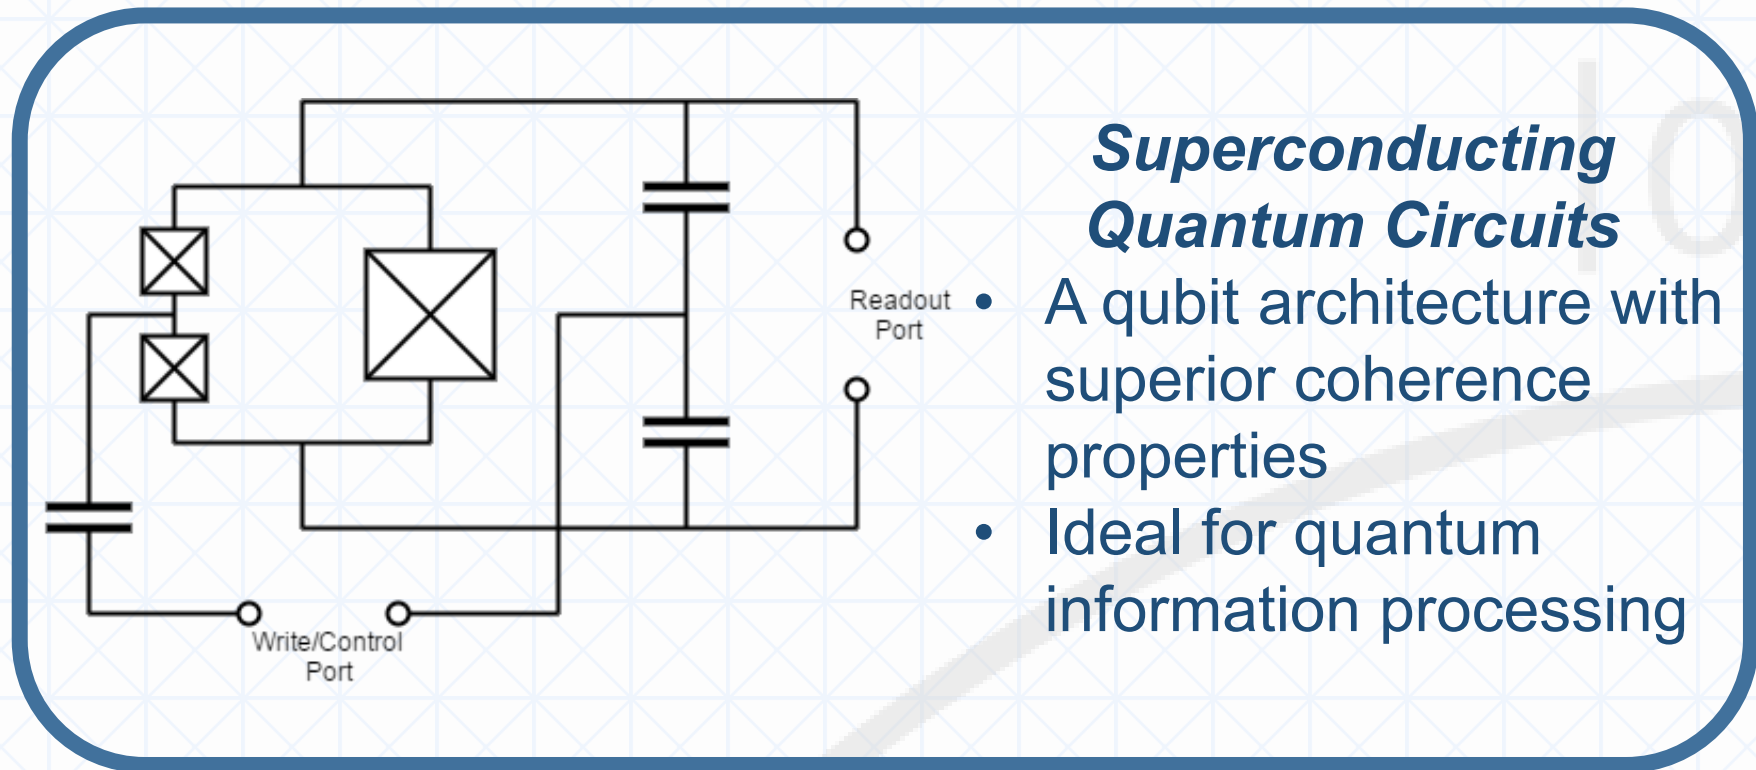 Superconducting
Quantum Circuits
• A qubit architecture with
superior coherence
properties
• Ideal for quantum
information processing
Readout
Port
Write/Control
Port